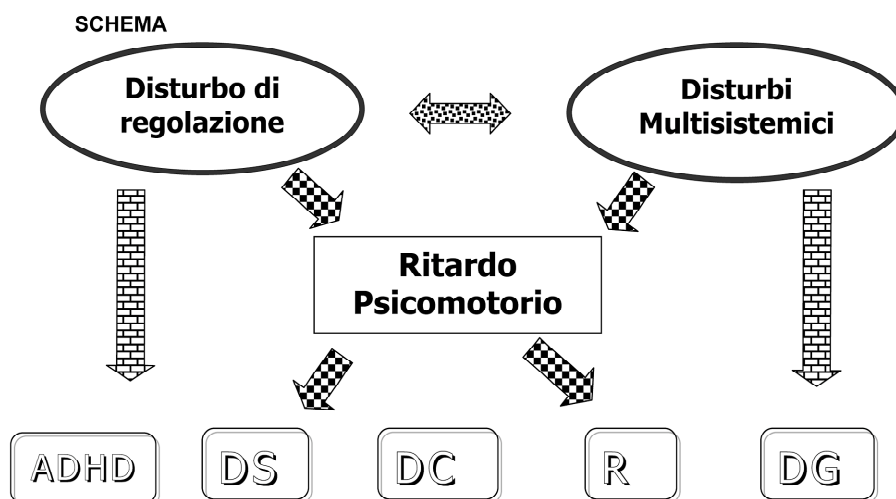 SCHEMA
Disturbo di
regolazione
Disturbi
Multisistemici
Ritardo
Psicomotorio
ADHD
DS
DC
R
DG